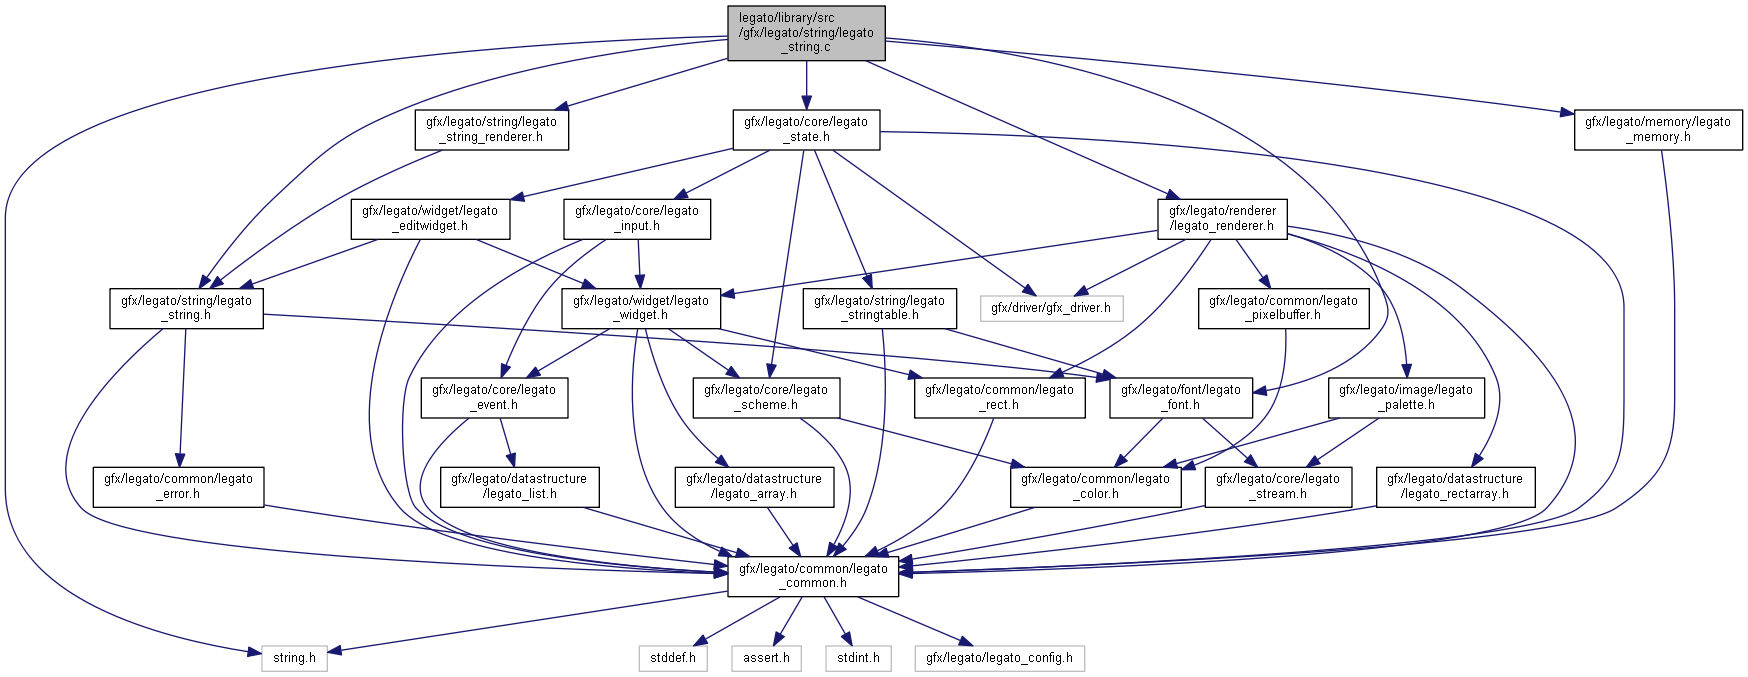 legato/library/src
/gfx/legato/string/legato
_string.c
gfx/legato/string/legato
_string_renderer.h
gfx/legato/core/legato
_state.h
gfx/legato/memory/legato
_memory.h
gfx/legato/widget/legato
_editwidget.h
gfx/legato/core/legato
_input.h
gfx/legato/renderer
/legato_renderer.h
gfx/legato/string/legato
_string.h
gfx/legato/widget/legato
_widget.h
gfx/legato/string/legato
_stringtable.h
gfx/driver/gfx_driver.h
gfx/legato/common/legato
_pixelbuffer.h
gfx/legato/core/legato
_event.h
gfx/legato/core/legato
_scheme.h
gfx/legato/common/legato
_rect.h
gfx/legato/font/legato
_font.h
gfx/legato/image/legato
_palette.h
gfx/legato/common/legato
_error.h
gfx/legato/datastructure
/legato_list.h
gfx/legato/datastructure
/legato_array.h
gfx/legato/common/legato
_color.h
gfx/legato/core/legato
_stream.h
gfx/legato/datastructure
/legato_rectarray.h
gfx/legato/common/legato
_common.h
string.h
stddef.h
assert.h
stdint.h
gfx/legato/legato_config.h